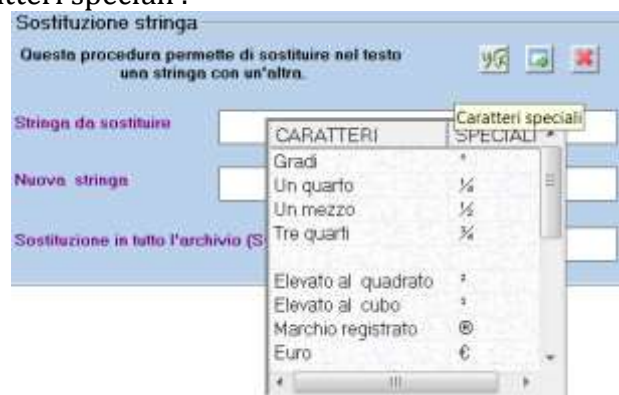 tteri speciali .
Sostituzione stringa
Questa procedura permette di sostituire nel testo
una stringa con un'altra.
Caratteri speciali
Stringa da sostituire
CARATTERI SPECIALI
Gradi °
Nuova stringa
Un quarto ¼
Un mezzo ½
Tre quarti ¾
Sostituzione in tutto l'archivio (S
Elevato al quadrato ²
Elevato al cubo ³
Marchio registrato ®
Euro €